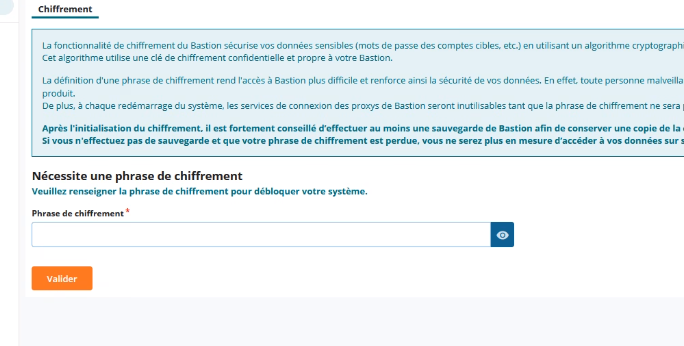 Chiffrement
La fonctionnalité de chiffrement du Bastion sécurise vos données sensibles (mots de passe des comptes cibles, etc.) en utilisant un algorithme cryptographi
Cet algorithme utilise une clé de chiffrement confidentielle et propre à votre Bastion.
La définition d'une phrase de chiffrement rend l'accès à Bastion plus difficile et renforce ainsi la sécurité de vos données. En effet, toute personne malveilla
produit.
De plus, à chaque redémarrage du système, les services de connexion des proxys de Bastion seront inutilisables tant que la phrase de chiffrement ne sera p
Après l'initialisation du chiffrement, il est fortement conseillé d'effectuer au moins une sauvegarde de Bastion afin de conserver une copie de la
Si vous n'effectuez pas de sauvegarde et que votre phrase de chiffrement est perdue, vous ne serez plus en mesure d'accéder à vos données sur s
Nécessite une phrase de chiffrement
Veuillez renseigner la phrase de chiffrement pour débloquer votre système.
Phrase de chiffrement *
Valider